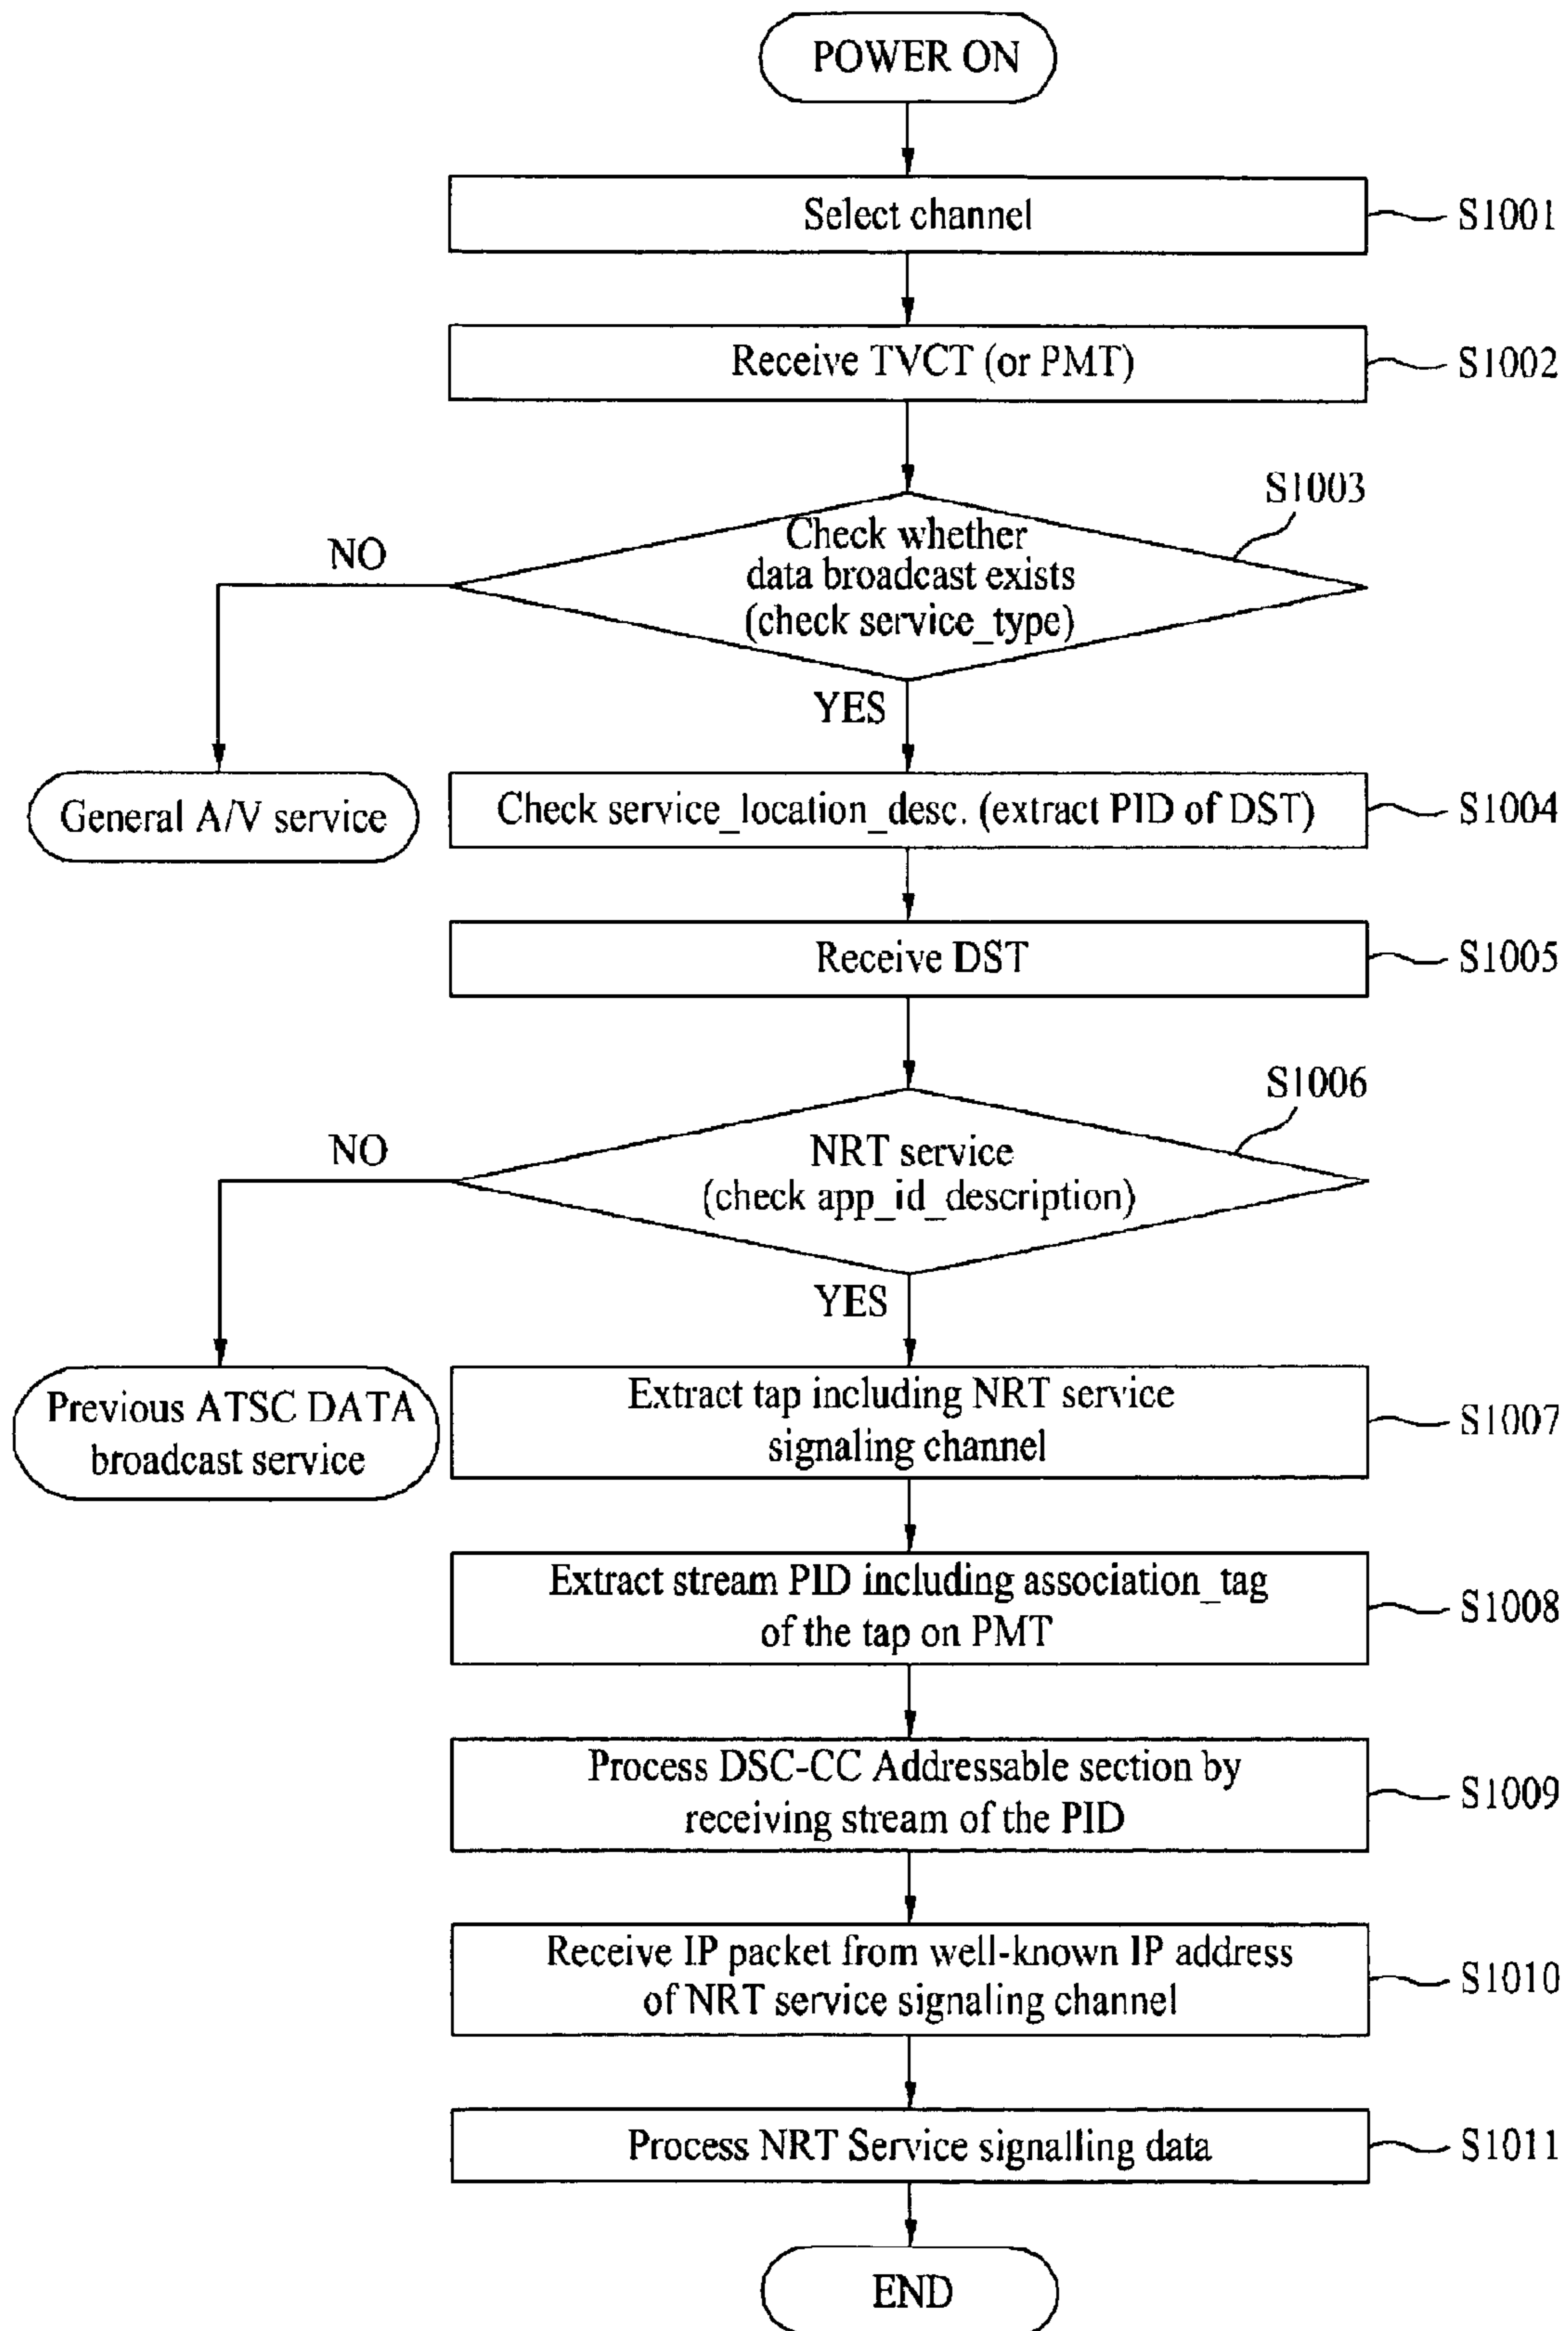 POWER ON
Select channel
S1001
Receive TVCT (or PMT)
S1002
S1003
Check whether
data broadcast exists
(check service_type)
NO
YES
General A/V service
Check service_location_desc. (extract PID of DST)
S1004
Receive DST
S1005
S1006
NRT service
(check app_id_description)
NO
YES
Previous ATSC DATA
broadcast service
Extract tap including NRT service
signaling channel
S1007
Extract stream PID including association_tag
of the tap on PMT
S1008
Process DSC-CC Addressable section by
receiving stream of the PID
S1009
Receive IP packet from well-known IP address
of NRT service signaling channel
S1010
Process NRT Service signalling data
S1011
END